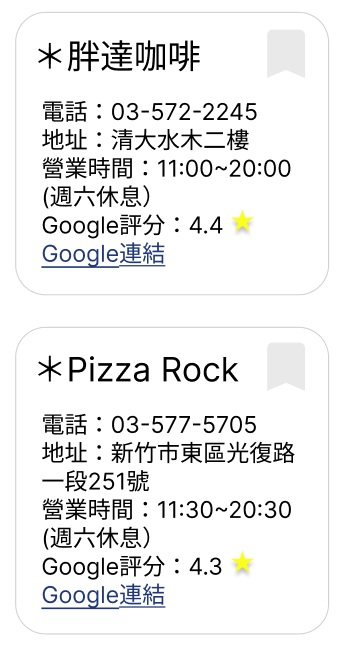 ＊胖達咖啡
電話：03-572-2245
地址：清大水木二樓
營業時間：11:00~20:00
(週六休息）
Google評分：4.4
Google連結
＊Pizza Rock
電話：03-577-5705
地址：新竹市東區光復路
一段251號
營業時間：11:30~20:30
(週六休息）
Google評分：4.3
Google連結